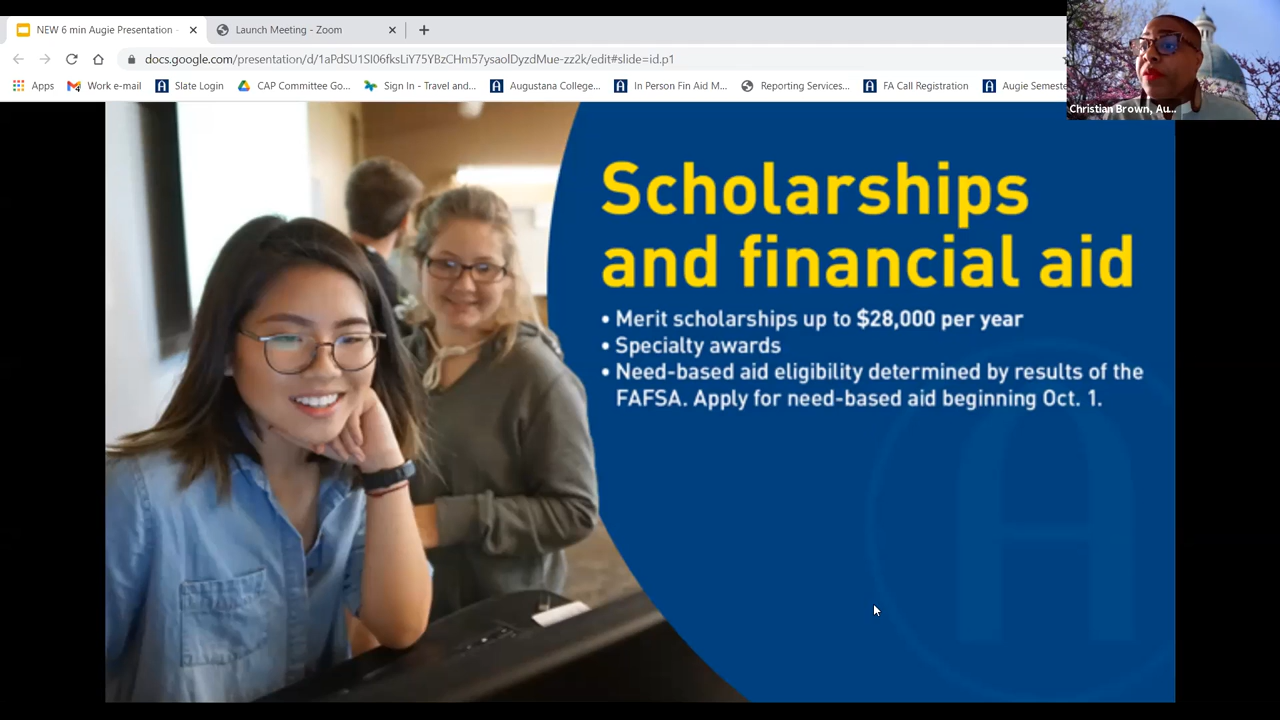 NEW 6 min Augie Presentation -
Launch Meeting - Zoom
docs.google.com/presentation/d/1aPdSU1Sl06fksLiY75YBzCHm57ysaolDyzdMue-zz2k/edit#slide=id.p1
Apps
Work e-mail
Slate Login
CAP Committee Go...
Sign In - Travel and...
Augustana College...
In Person Fin Aid M...
Reporting Services...
FA Call Registration
Augie Semeste
Christian Brown, Au...
Scholarships
and financial aid
• Merit scholarships up to $28,000 per year
• Specialty awards
• Need-based aid eligibility determined by results of the
FAFSA. Apply for need-based aid beginning Oct. 1.